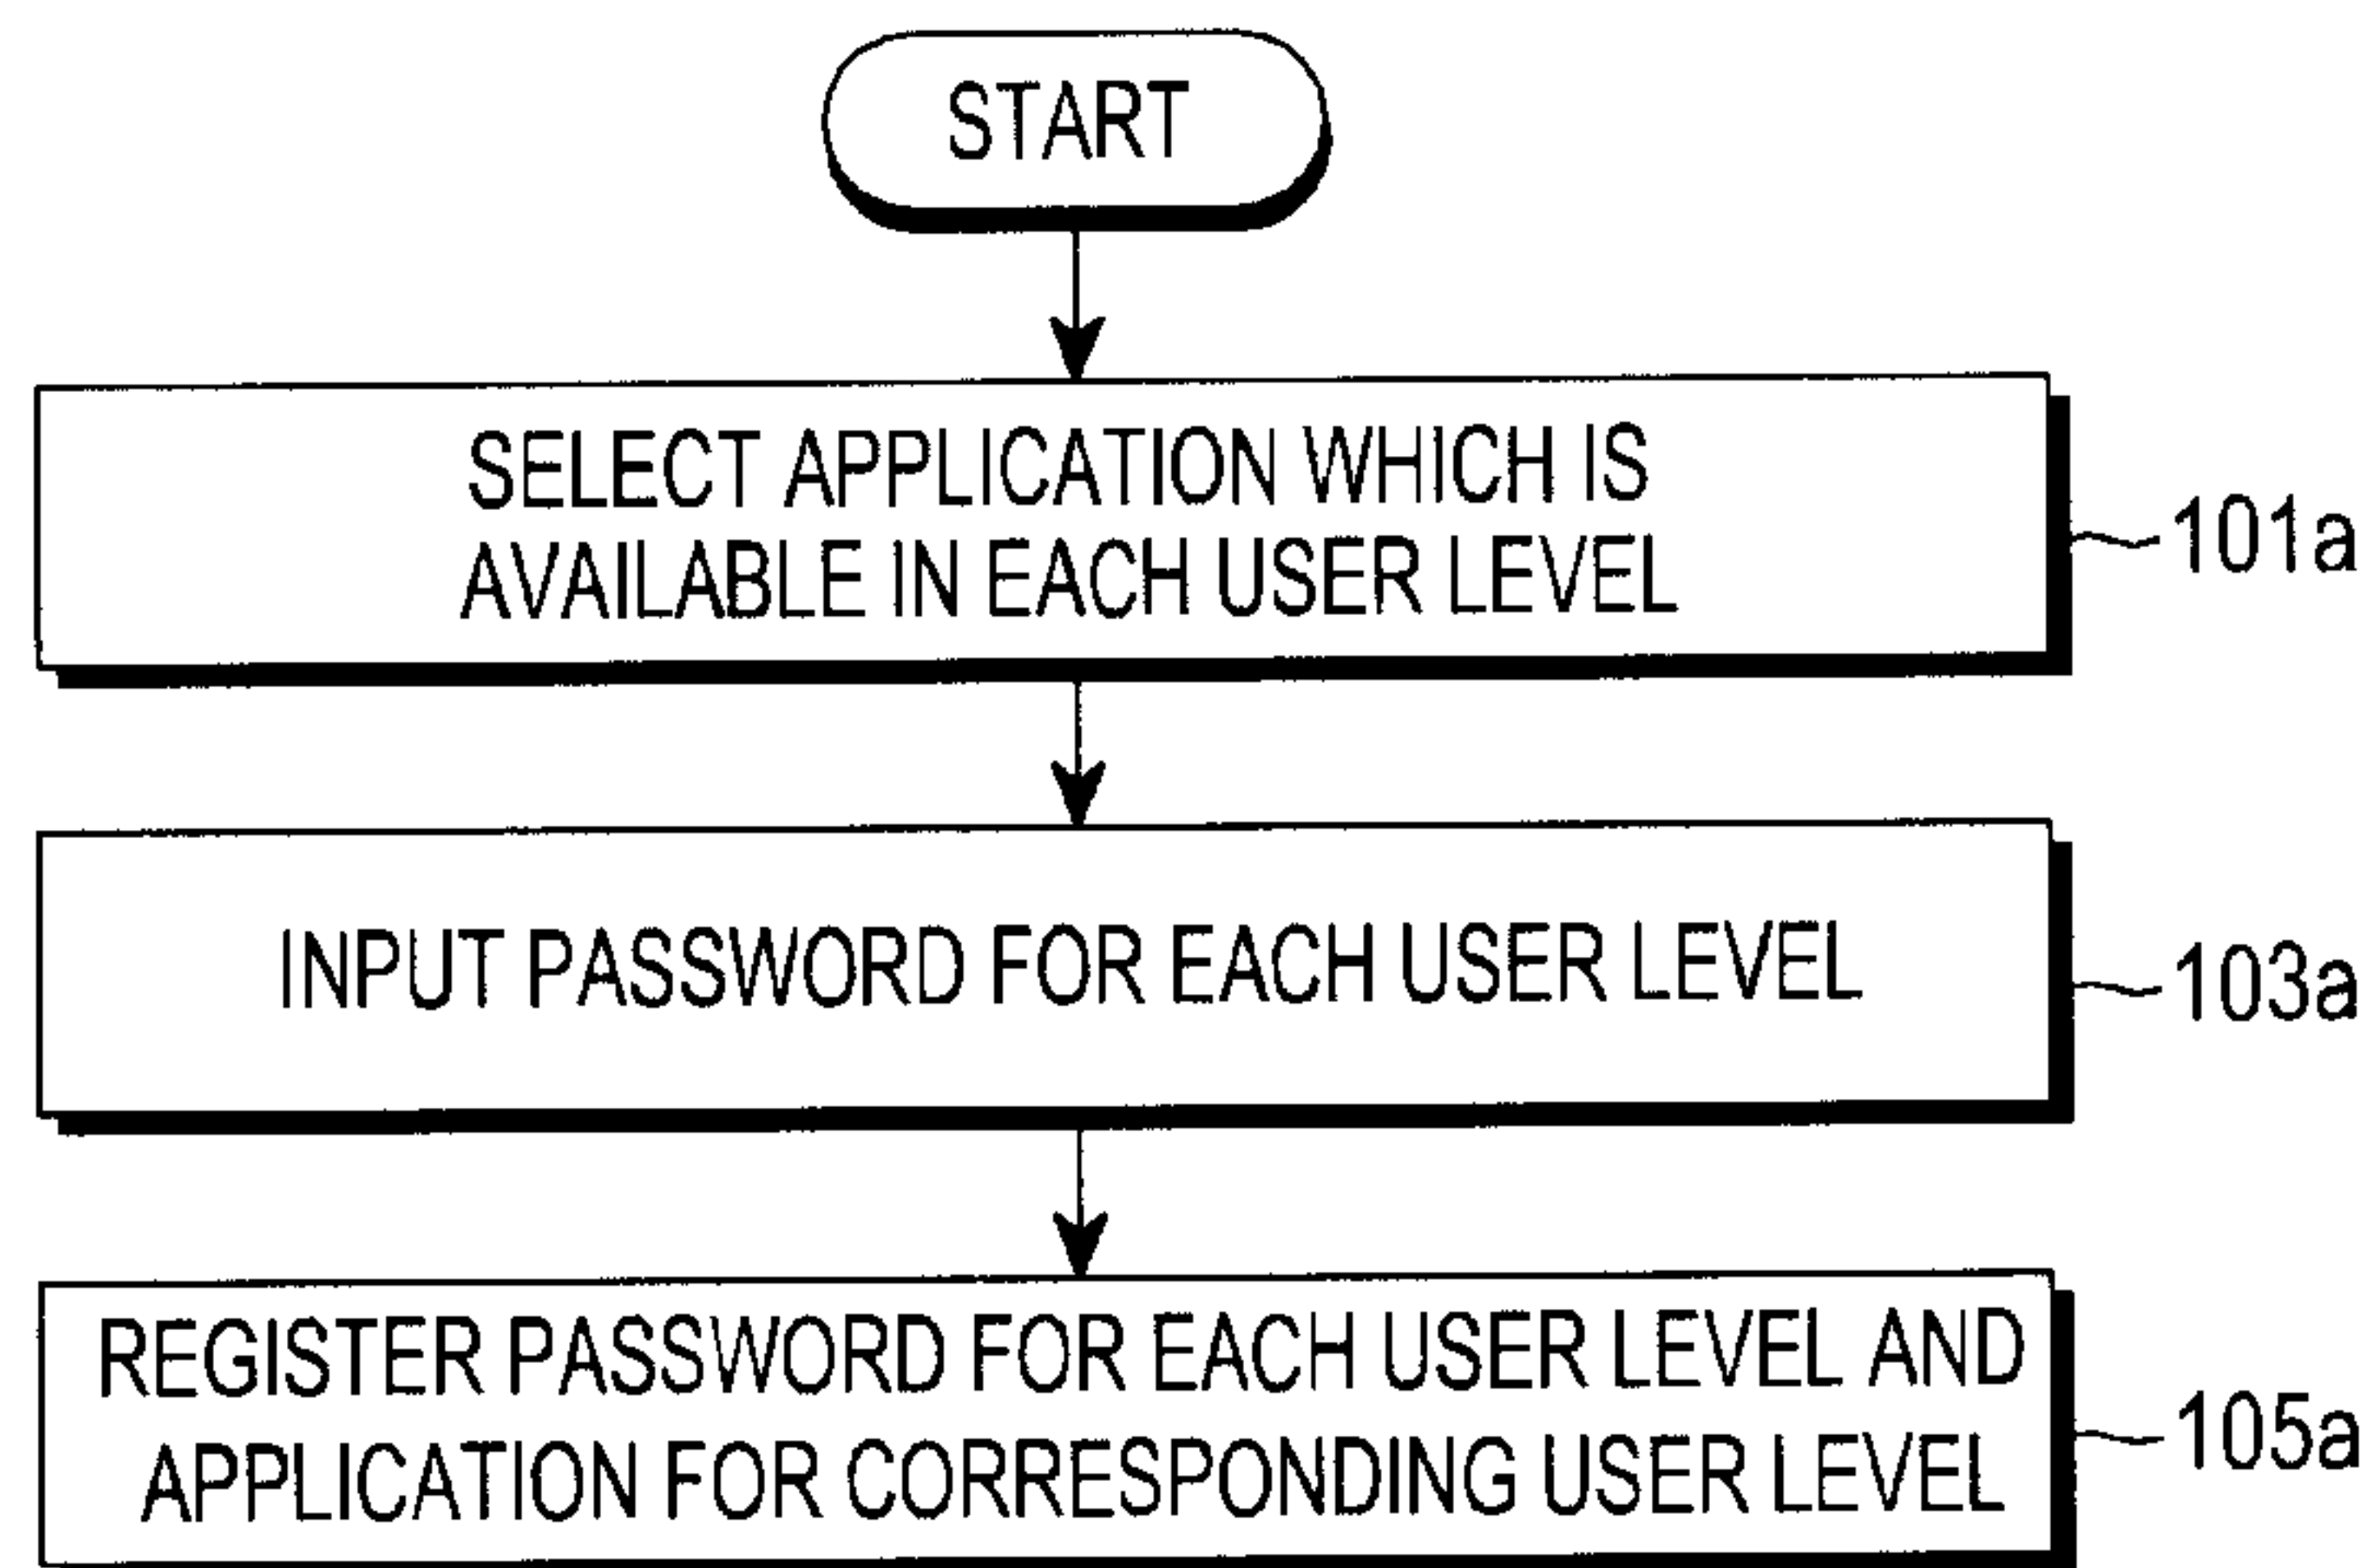 START
SELECT APPLICATION WHICH IS
AVAILABLE IN EACH USER LEVEL
101a
INPUT PASSWORD FOR EACH USER LEVEL
103a
REGISTER PASSWORD FOR EACH USER LEVEL AND
APPLICATION FOR CORRESPONDING USER LEVEL
105a